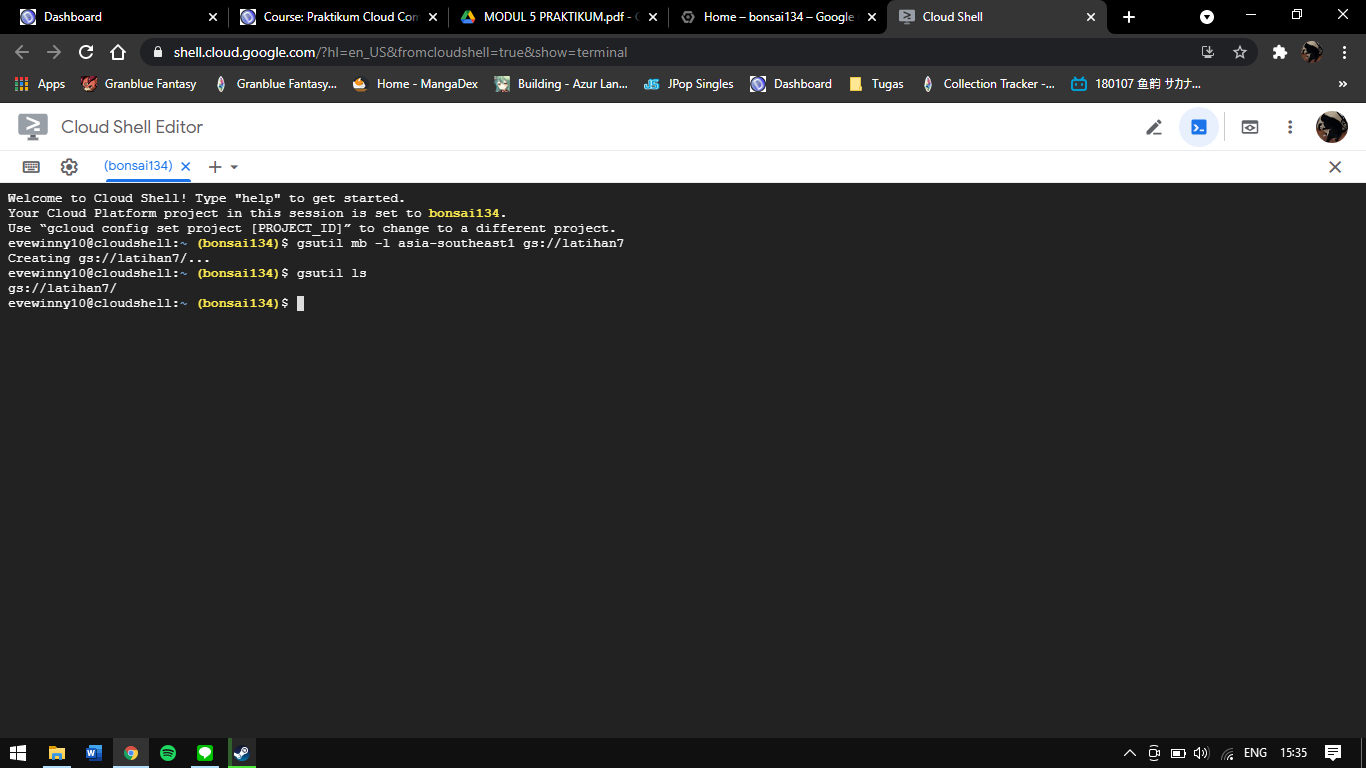 Dashboard
Course: Praktikum Cloud Com
MODUL 5 PRAKTIKUM.pdf - G
Home – bonsai134 – Google
Cloud Shell
shell.cloud.google.com/?hl=en_US&fromcloudshell=true&show=terminal
Apps
Granblue Fantasy
Granblue Fantasy...
Home - MangaDex
Building - Azur Lan...
JPop Singles
Dashboard
Tugas
Collection Tracker -...
180107 鱼韵 サカナ...
»
Cloud Shell Editor
(bonsai134)
Welcome to Cloud Shell! Type "help" to get started.
Your Cloud Platform project in this session is set to bonsai134.
Use “gcloud config set project [PROJECT_ID]” to change to a different project.
evewinny10@cloudshell:~ (bonsai134)$ gsutil mb -l asia-southeast1 gs://latihan7
Creating gs://latihan7/...
evewinny10@cloudshell:~ (bonsai134)$ gsutil ls
gs://latihan7/
evewinny10@cloudshell:~ (bonsai134)$
ENG
15:35